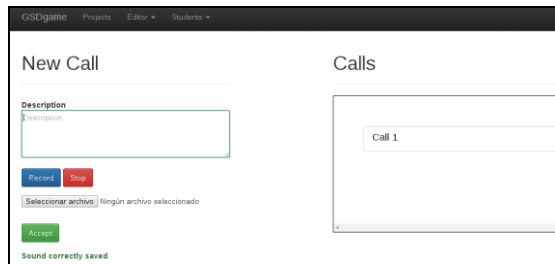 GSDgame Projects Editor Students
New Call
Calls
Description
Description
Call 1
Record Stop
Seleccionar archivo Ningún archivo seleccionado
Accept
Sound correctly saved